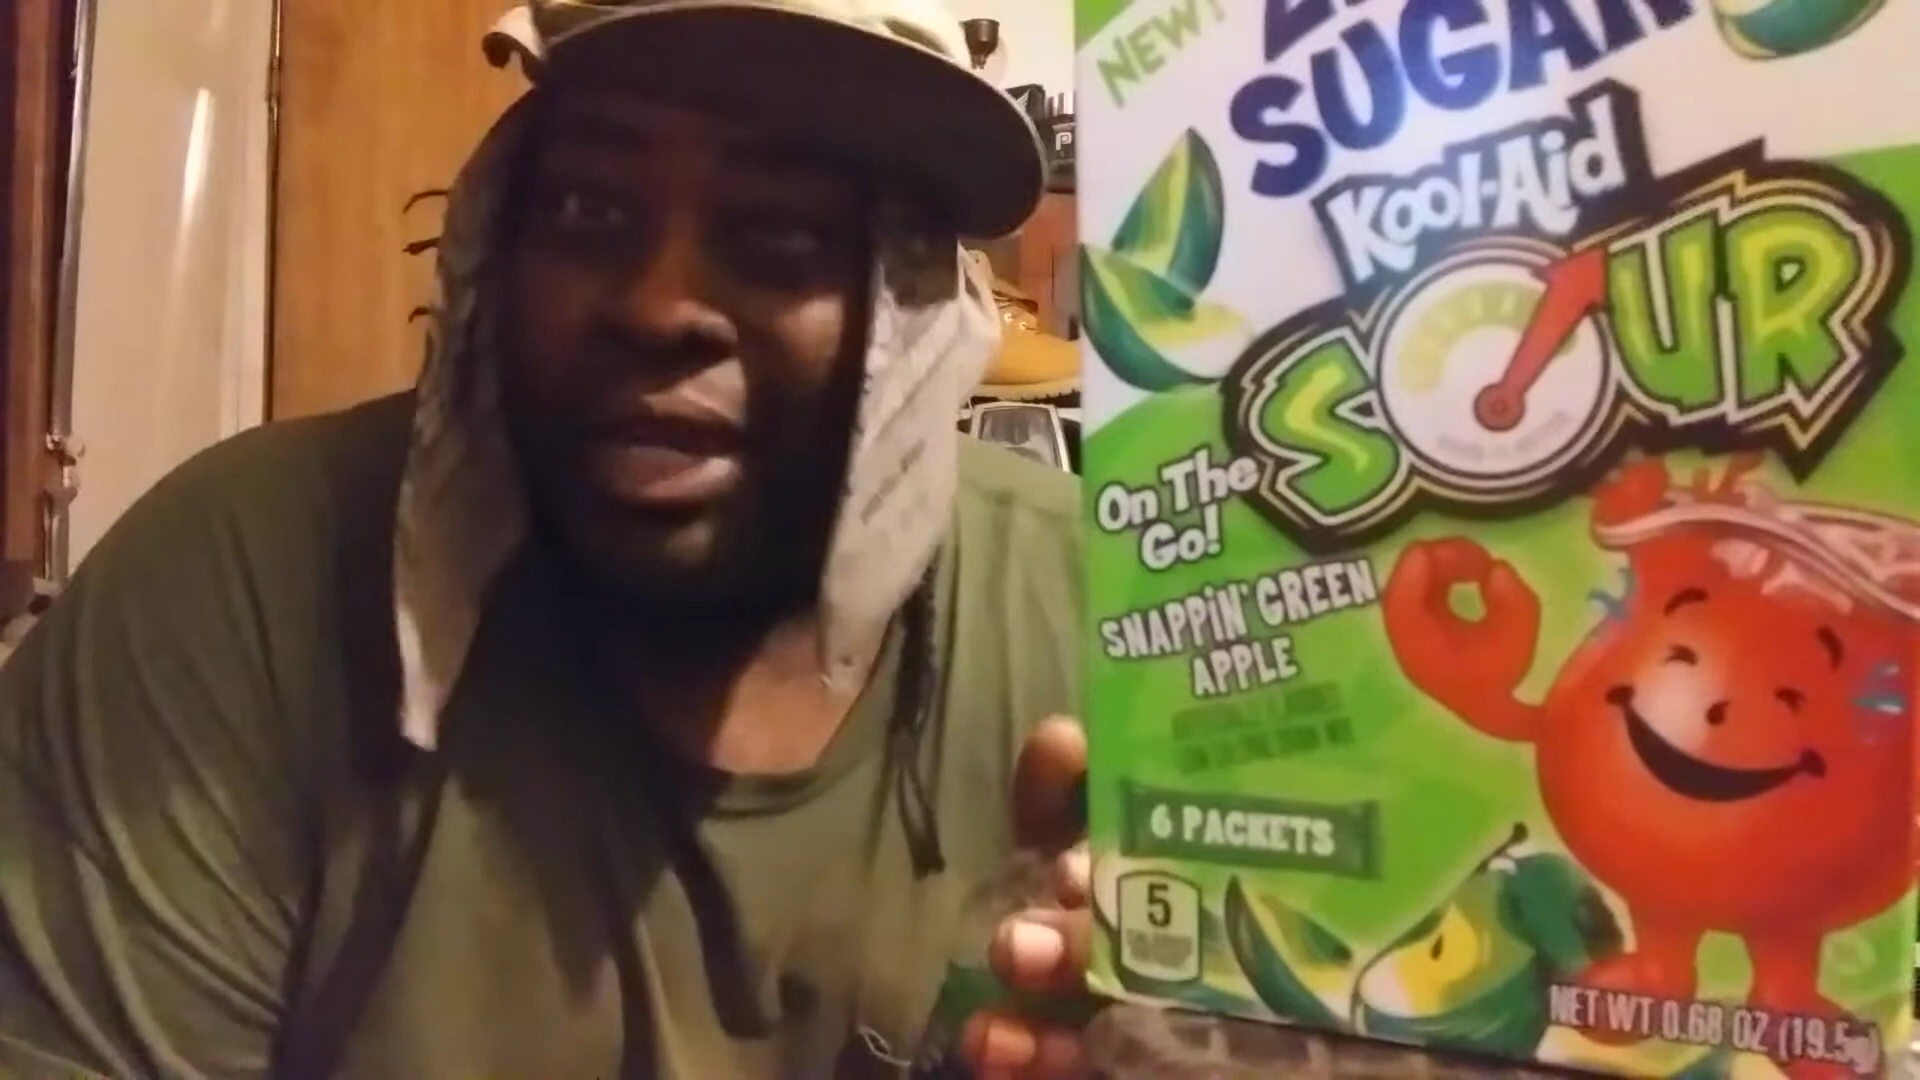 NEW!
SUGAR
Kool-Aid
SOUR
On The
Go!
SNAPPiN' GREEN
APPLE
6 PACKETS
5
NET WT 0.68 OZ (19.5g)
P